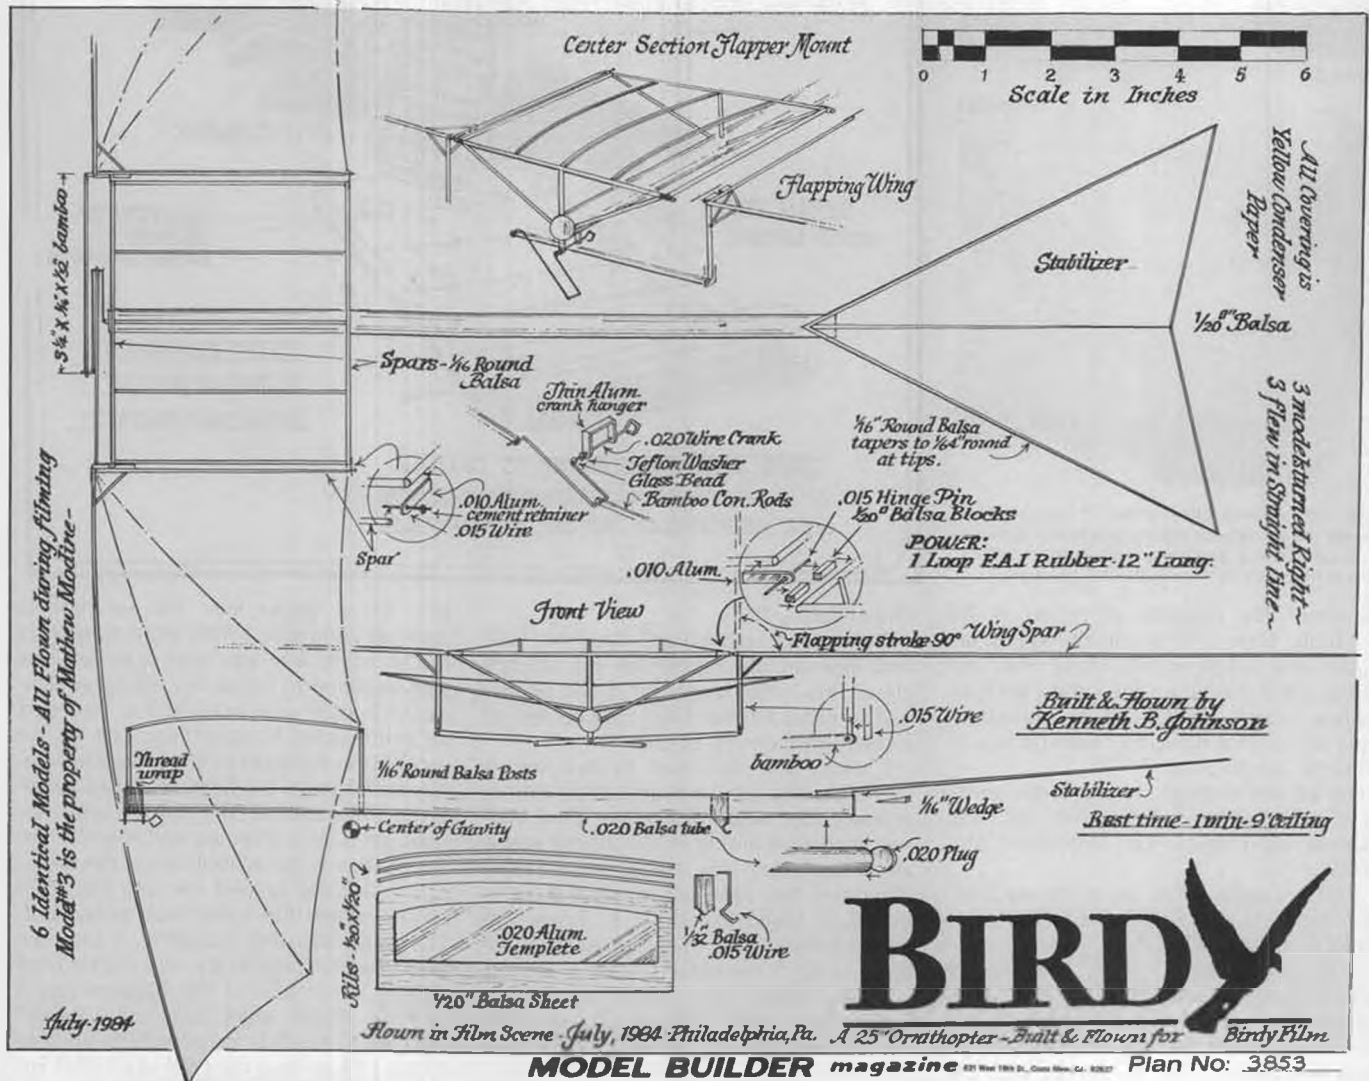 Center Section Flapper Mount
0 1 2 3 4 5 6
Scale in Inches
Flapping Wing
All Covering is
Yellow Condenser
Paper
Stabilizer
1/20" Balsa
3 models turned Right-
3 flew in Straight line-
3 1/4" X 1/16" X 1/32 bamboo
Spars - 1/16 Round
Balsa
Thin Alum.
crank hanger
.020 Wire Crank
Teflon Washer
Glass Bead
Bamboo Con. Rods
1/16" Round Balsa
tapers to 1/64" round
at tips.
.015 Hinge Pin
1/20" Balsa Blocks
POWER:
1 Loop F.A.I Rubber-12" Long.
.010 Alum.
cement retainer
.015 Wire
Spar
.010 Alum.
Front View
Flapping stroke-90°
Wing Spar
6 Identical Models - All Flown during filming
Model #3 is the property of Mathew Modine-
Built & Flown by
Kenneth B. Johnson
.015 Wire
bamboo
Thread
wrap
1/16" Round Balsa Posts
Stabilizer
1/16" Wedge
Best time - 1 min - 9' Ceiling
Center of Gravity
.020 Balsa tube
.020 Plug
Ribs - 1/20 X 1/20"
.020 Alum.
Templete
1/32" Balsa
.015 Wire
1/20" Balsa Sheet
BIRDY
July-1984
Flown in Film Scene - July, 1984 - Philadelphia, Pa. A 25" Ornithopter - Built & Flown for Birdy Film
MODEL BUILDER magazine Plan No: 3853